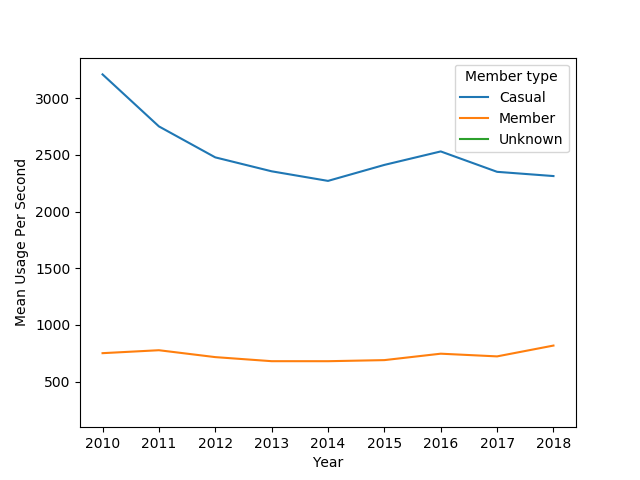 Member type
Casual
Member
Unknown
3000
2500
2000
1500
1000
500
Mean Usage Per Second
2010 2011 2012 2013 2014 2015 2016 2017 2018
Year